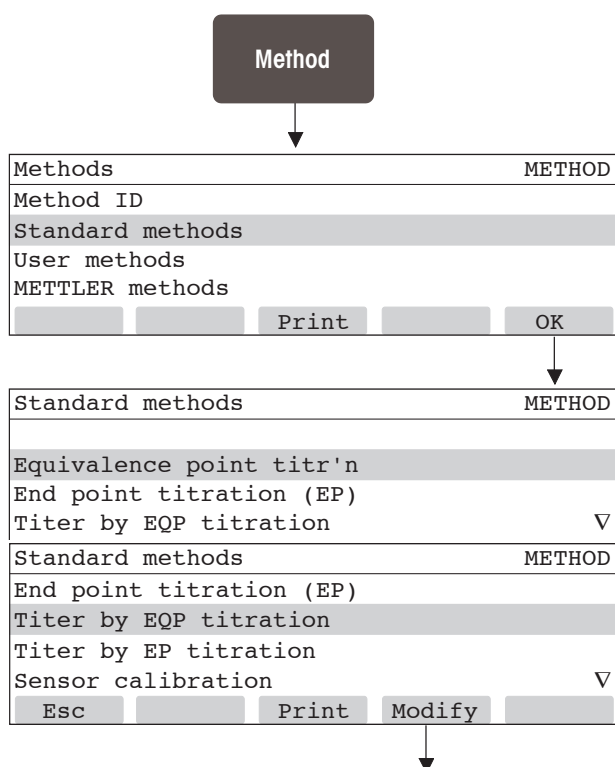 Method
Methods METHOD
Method ID
Standard methods
User methods
METTLER methods
Print OK
Standard methods METHOD
Equivalence point titr'n
End point titration (EP)
Titer by EQP titration ∇
Standard methods METHOD
End point titration (EP)
Titer by EQP titration
Titer by EP titration
Sensor calibration ∇
Esc Print Modify